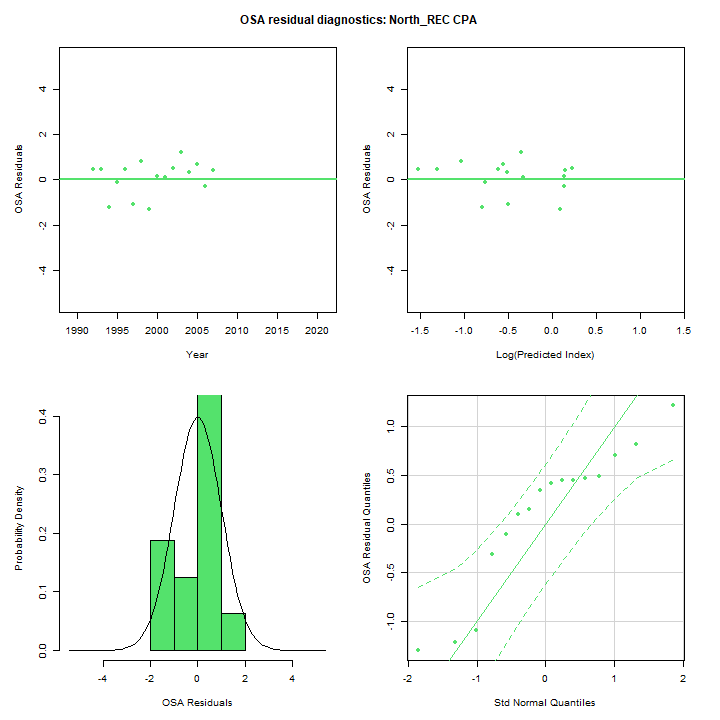 OSA residual diagnostics: North_REC CPA
OSA Residuals
4
2
0
-2
-4
1990 1995 2000 2005 2010 2015 2020
Year
OSA Residuals
4
2
0
-2
-4
-1.5 -1.0 -0.5 0.0 0.5 1.0 1.5
Log(Predicted Index)
Probability Density
0.4
0.3
0.2
0.1
0.0
-4 -2 0 2 4
OSA Residuals
OSA Residual Quantiles
1.0
0.5
0.0
-0.5
-1.0
-2 -1 0 1 2
Std Normal Quantiles